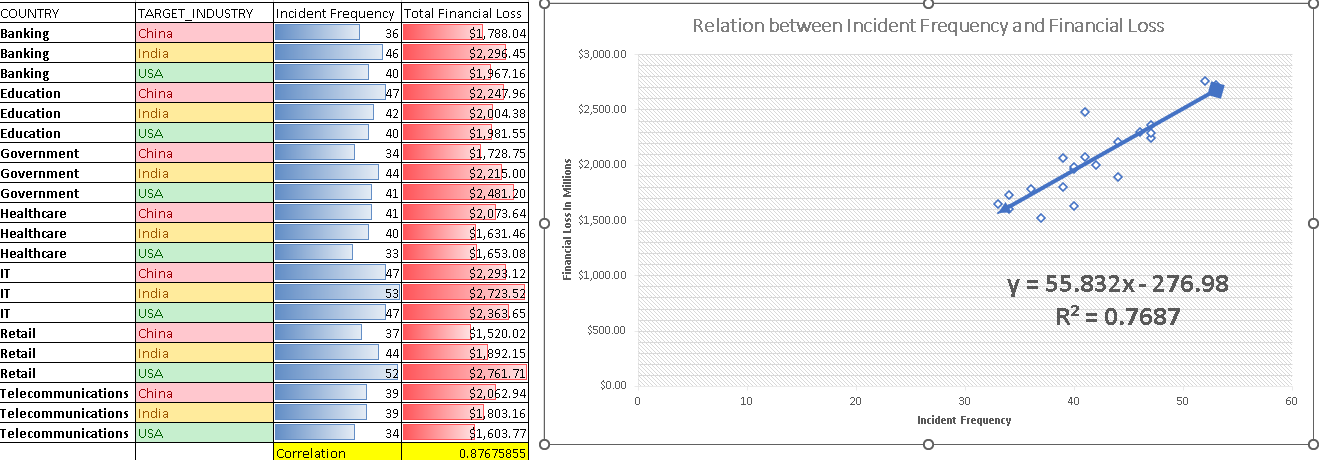 COUNTRY TARGET_INDUSTRY Incident Frequency Total Financial Loss
Banking China 36 $1,788.04
Banking India 46 $2,296.45
Banking USA 40 $1,967.16
Education China 47 $2,247.96
Education India 42 $2,004.38
Education USA 40 $1,981.55
Government China 34 $1,728.75
Government India 44 $2,215.00
Government USA 41 $2,481.20
Healthcare China 41 $2,073.64
Healthcare India 40 $1,631.46
Healthcare USA 33 $1,653.08
IT China 47 $2,293.12
IT India 53 $2,723.52
IT USA 47 $2,363.65
Retail China 37 $1,520.02
Retail India 44 $1,892.15
Retail USA 52 $2,761.71
Telecommunications China 39 $2,062.94
Telecommunications India 39 $1,803.16
Telecommunications USA 34 $1,603.77
Correlation 0.87675855
Relation between Incident Frequency and Financial Loss
Financial Loss In Millions
$3,000.00
$2,500.00
$2,000.00
$1,500.00
$1,000.00
$500.00
$0.00
y = 55.832x - 276.98
R² = 0.7687
0 10 20 30 40 50 60
Incident Frequency